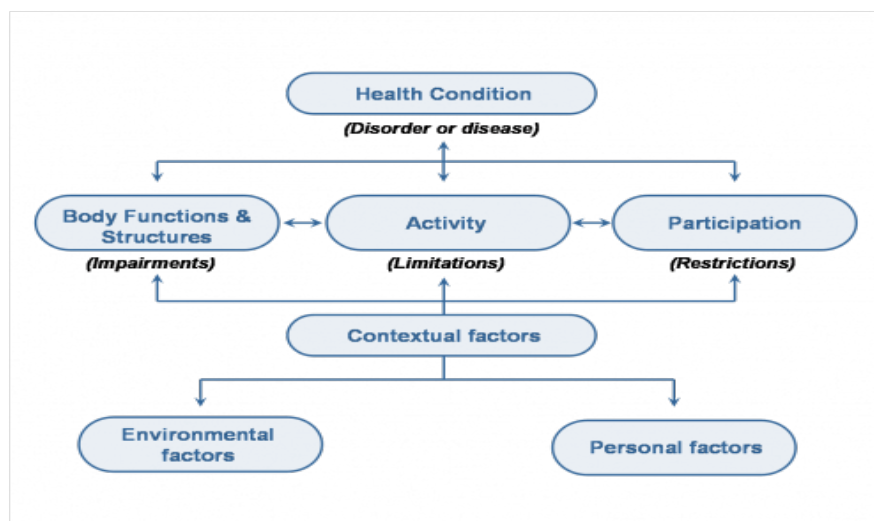 Health Condition
(Disorder or disease)
Body Functions &
Structures
(Impairments)
Activity
(Limitations)
Participation
(Restrictions)
Contextual factors
Environmental
factors
Personal factors